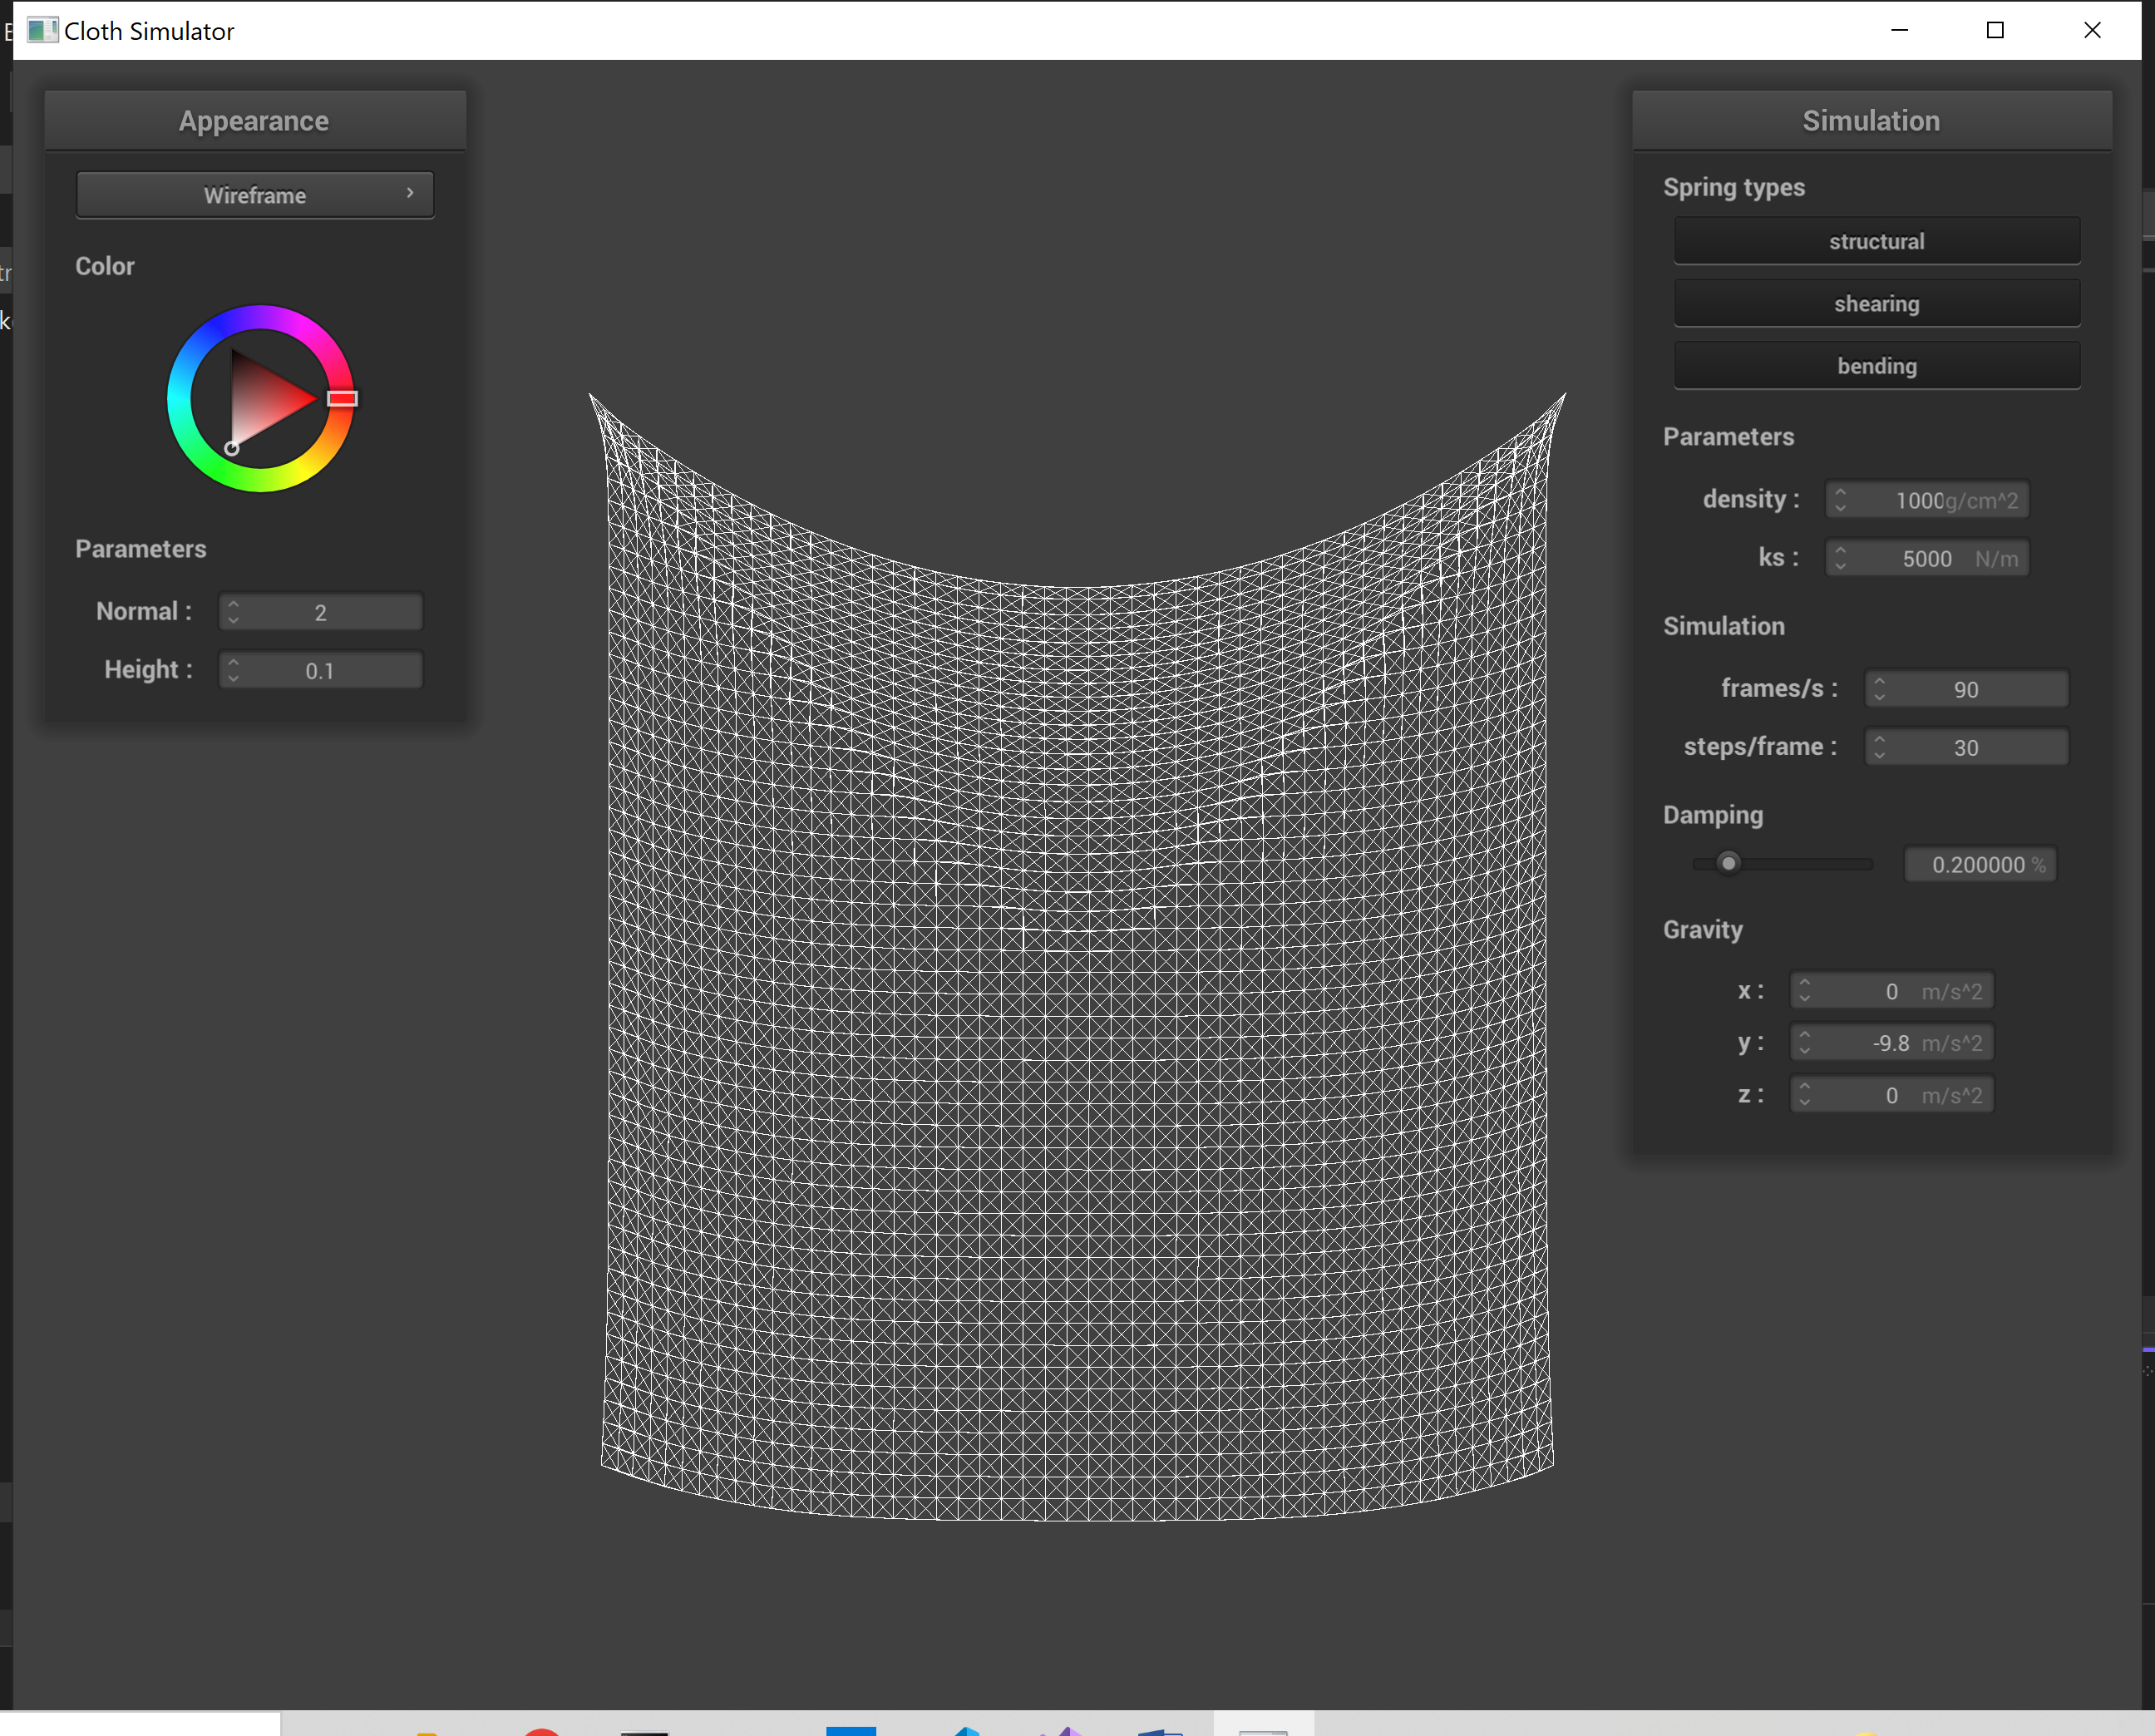 Cloth Simulator
Appearance
Wireframe
Color
Parameters
Normal : 2
Height : 0.1
Simulation
Spring types
structural
shearing
bending
Parameters
density : 1000 g/cm^2
ks : 5000 N/m
Simulation
frames/s : 90
steps/frame : 30
Damping
0.200000 %
Gravity
x : 0 m/s^2
y : -9.8 m/s^2
z : 0 m/s^2